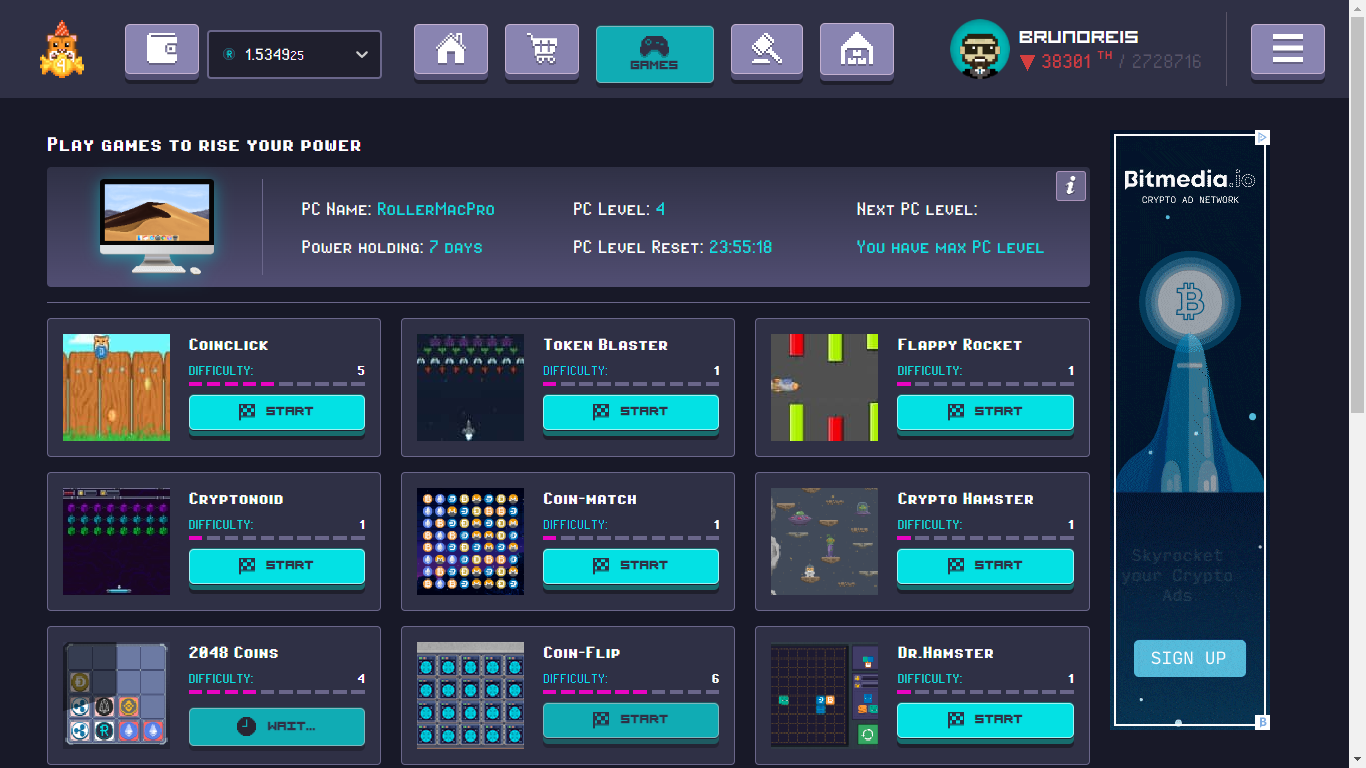 1.534925
GAMES
BRUNOREIS
38301 TH / 2728716
PLAY GAMES TO RISE YOUR POWER
i
PC NAME: ROLLERMACPRO
PC LEVEL: 4
NEXT PC LEVEL:
POWER HOLDING: 7 DAYS
PC LEVEL RESET: 23:55:18
YOU HAVE MAX PC LEVEL
COINCLICK
DIFFICULTY: 5
START
TOKEN BLASTER
DIFFICULTY: 1
START
FLAPPY ROCKET
DIFFICULTY: 1
START
CRYPTONOID
DIFFICULTY: 1
START
COIN-MATCH
DIFFICULTY: 1
START
CRYPTO HAMSTER
DIFFICULTY: 1
START
2048 COINS
DIFFICULTY: 4
WAIT...
COIN-FLIP
DIFFICULTY: 6
START
DR.HAMSTER
DIFFICULTY: 1
START
Bitmedia.io
CRYPTO AD NETWORK
Skyrocket
your Crypto
Ads
SIGN UP